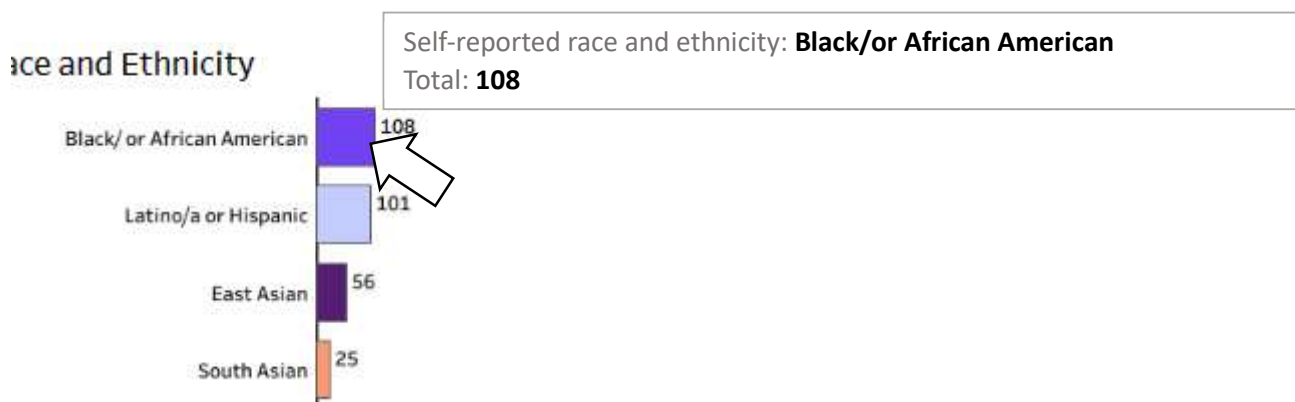 Self-reported race and ethnicity: Black/or African American
Total: 108
ace and Ethnicity
Black/ or African American 108
Latino/a or Hispanic 101
East Asian 56
South Asian 25